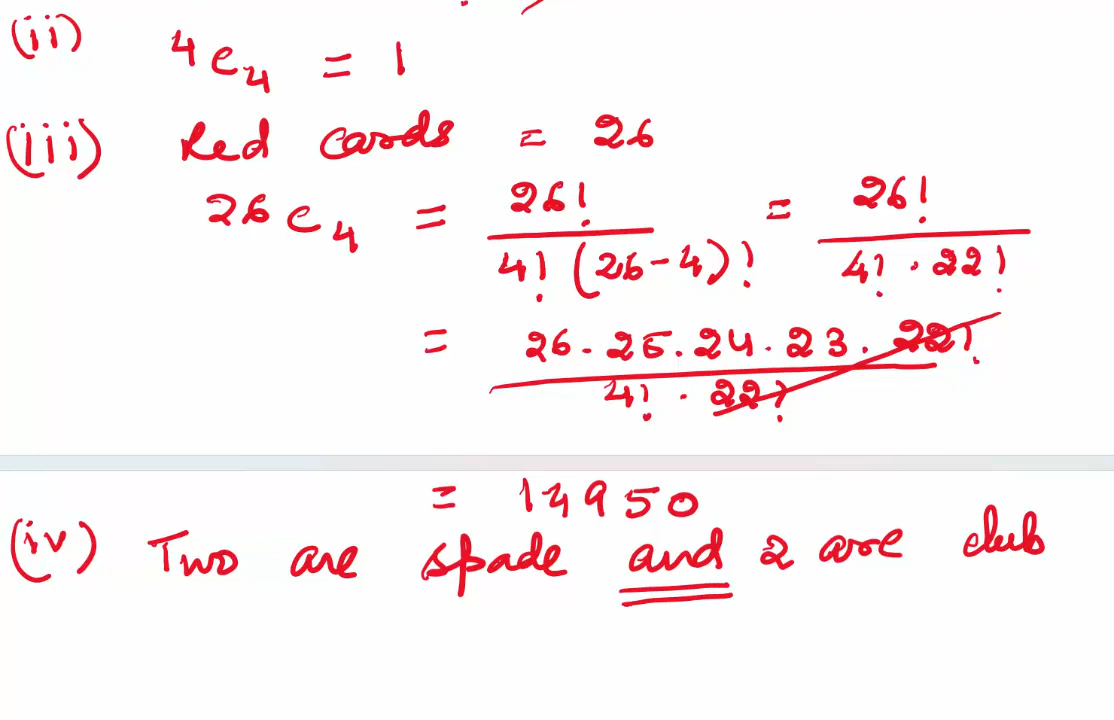 (ii) ⁴C₄ = 1
(iii) Red cards = 26
²⁶C₄ = 26! / 4! (26-4)! = 26! / 4! · 22!
= 26 · 25 · 24 · 23 · 22! / 4! · 22!
= 14950
(iv) Two are spade and 2 are club